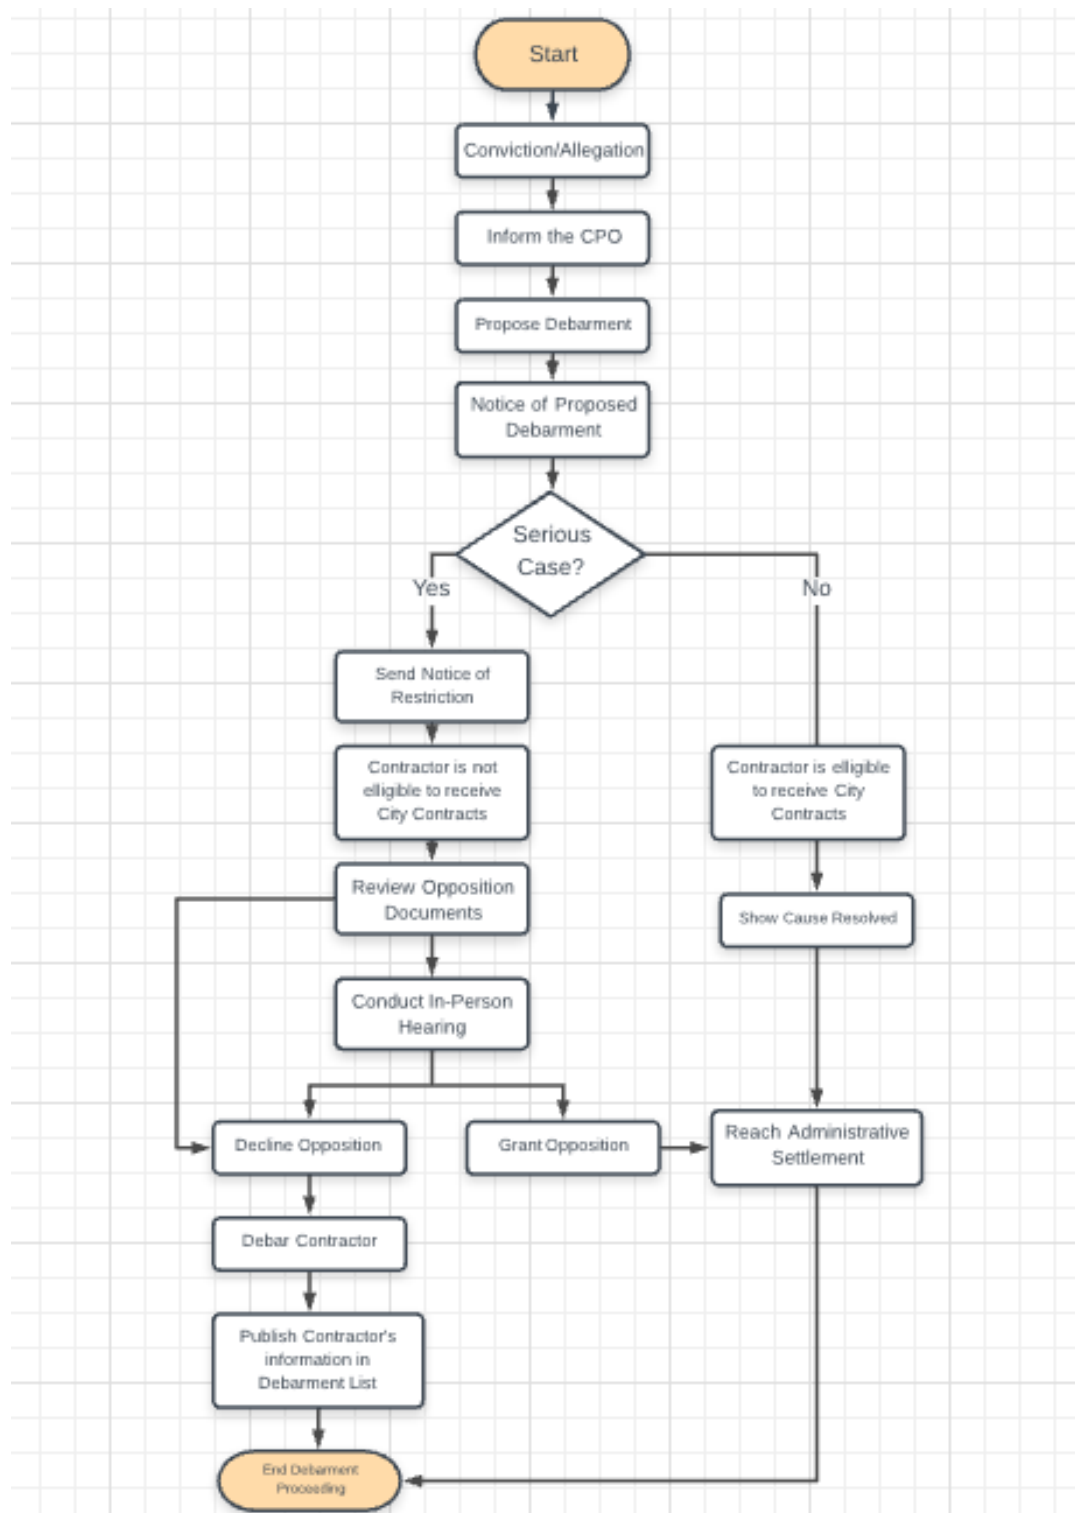 Start
Conviction/Allegation
Inform the CPO
Propose Debarment
Notice of Proposed
Debarment
Serious
Case?
Yes
No
Send Notice of
Restriction
Contractor is not
elligible to receive
City Contracts
Contractor is elligible
to receive City
Contracts
Review Opposition
Documents
Show Cause Resolved
Conduct In-Person
Hearing
Decline Opposition
Grant Opposition
Reach Administrative
Settlement
Debar Contractor
Publish Contractor's
information in
Debarment List
End Debarment
Proceeding